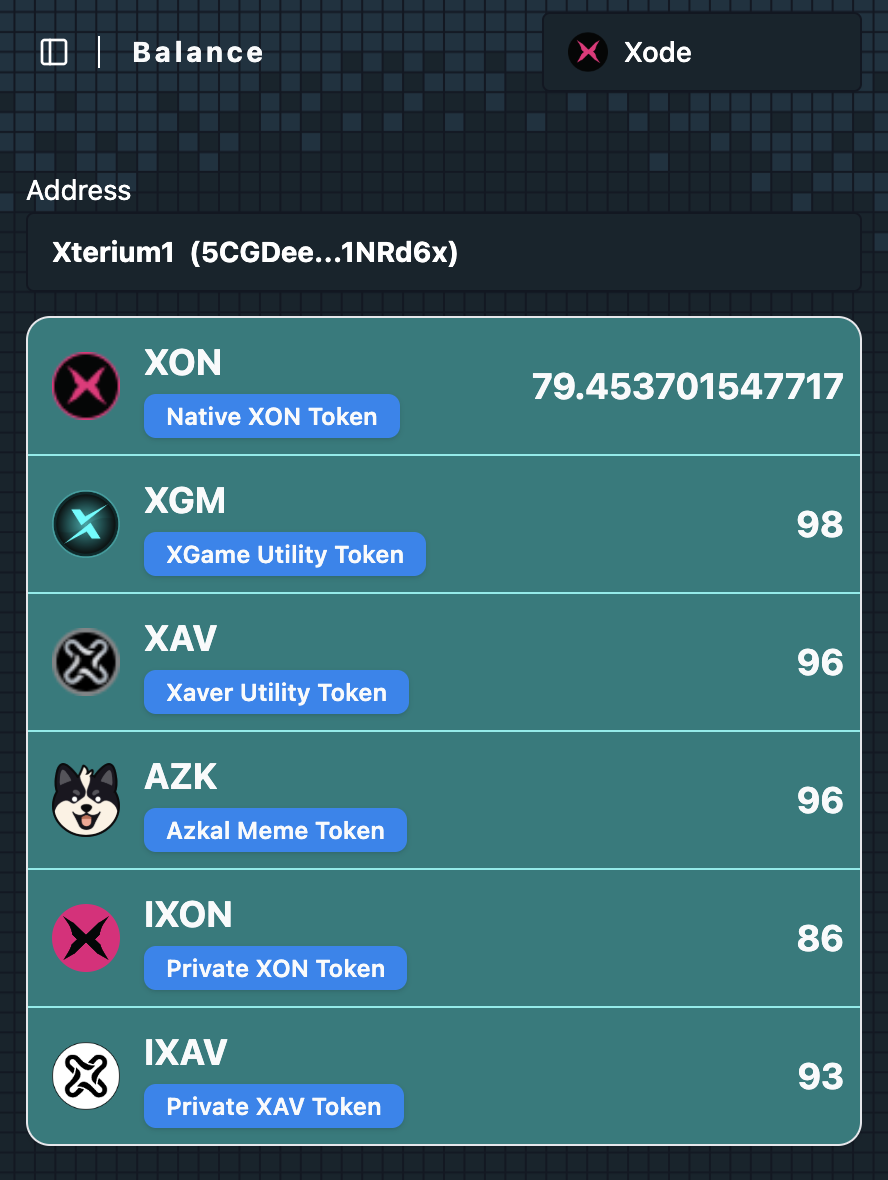 Balance
Xode
Address
Xterium1 (5CGDee...1NRd6x)
XON
79.453701547717
Native XON Token
XGM
98
XGame Utility Token
XAV
96
Xaver Utility Token
AZK
96
Azkal Meme Token
IXON
86
Private XON Token
IXAV
93
Private XAV Token